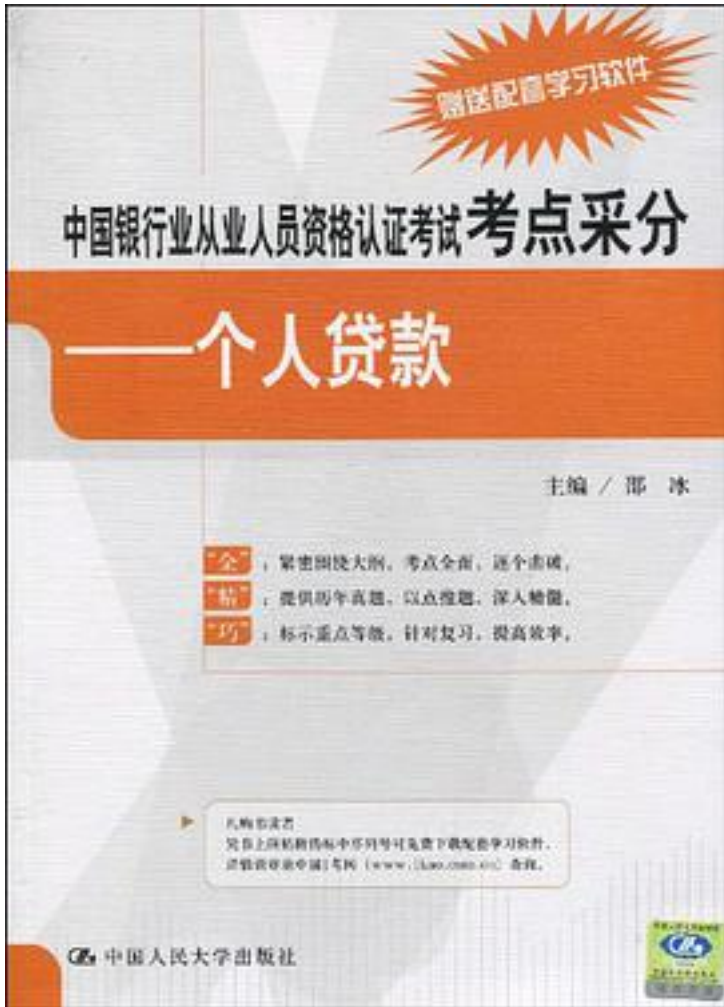 赠送配套学习软件
中国银行业从业人员资格认证考试 考点采分
——个人贷款
主编 / 邵 冰
"全"：紧密围绕大纲，考点全面，逐个击破。
"精"：提供历年真题，以点搜题，深入精髓。
"巧"：标示重点等级，针对复习，提高效率。
凡购书读者
中国人民大学出版社